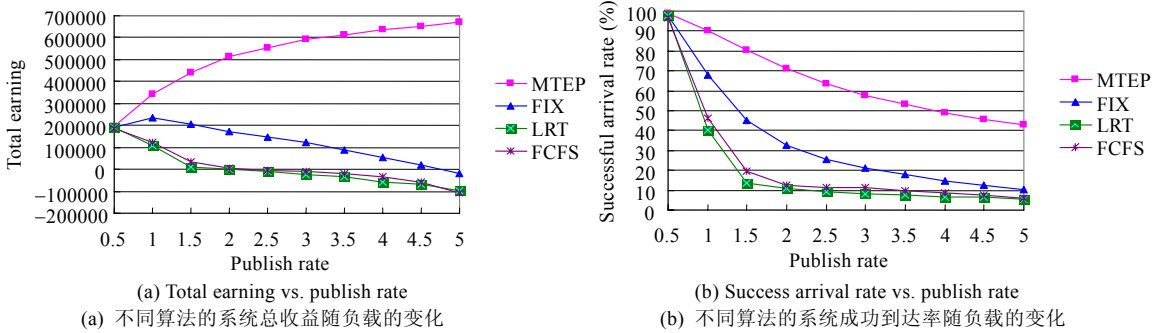 Total earning
700000
600000
500000
400000
300000
200000
100000
0
−100000
−200000
0.5 1 1.5 2 2.5 3 3.5 4 4.5 5
Publish rate
MTEP
FIX
LRT
FCFS
(a) Total earning vs. publish rate
(a) 不同算法的系统总收益随负载的变化
Successful arrival rate (%)
100
90
80
70
60
50
40
30
20
10
0
0.5 1 1.5 2 2.5 3 3.5 4 4.5 5
Publish rate
MTEP
FIX
LRT
FCFS
(b) Success arrival rate vs. publish rate
(b) 不同算法的系统成功到达率随负载的变化